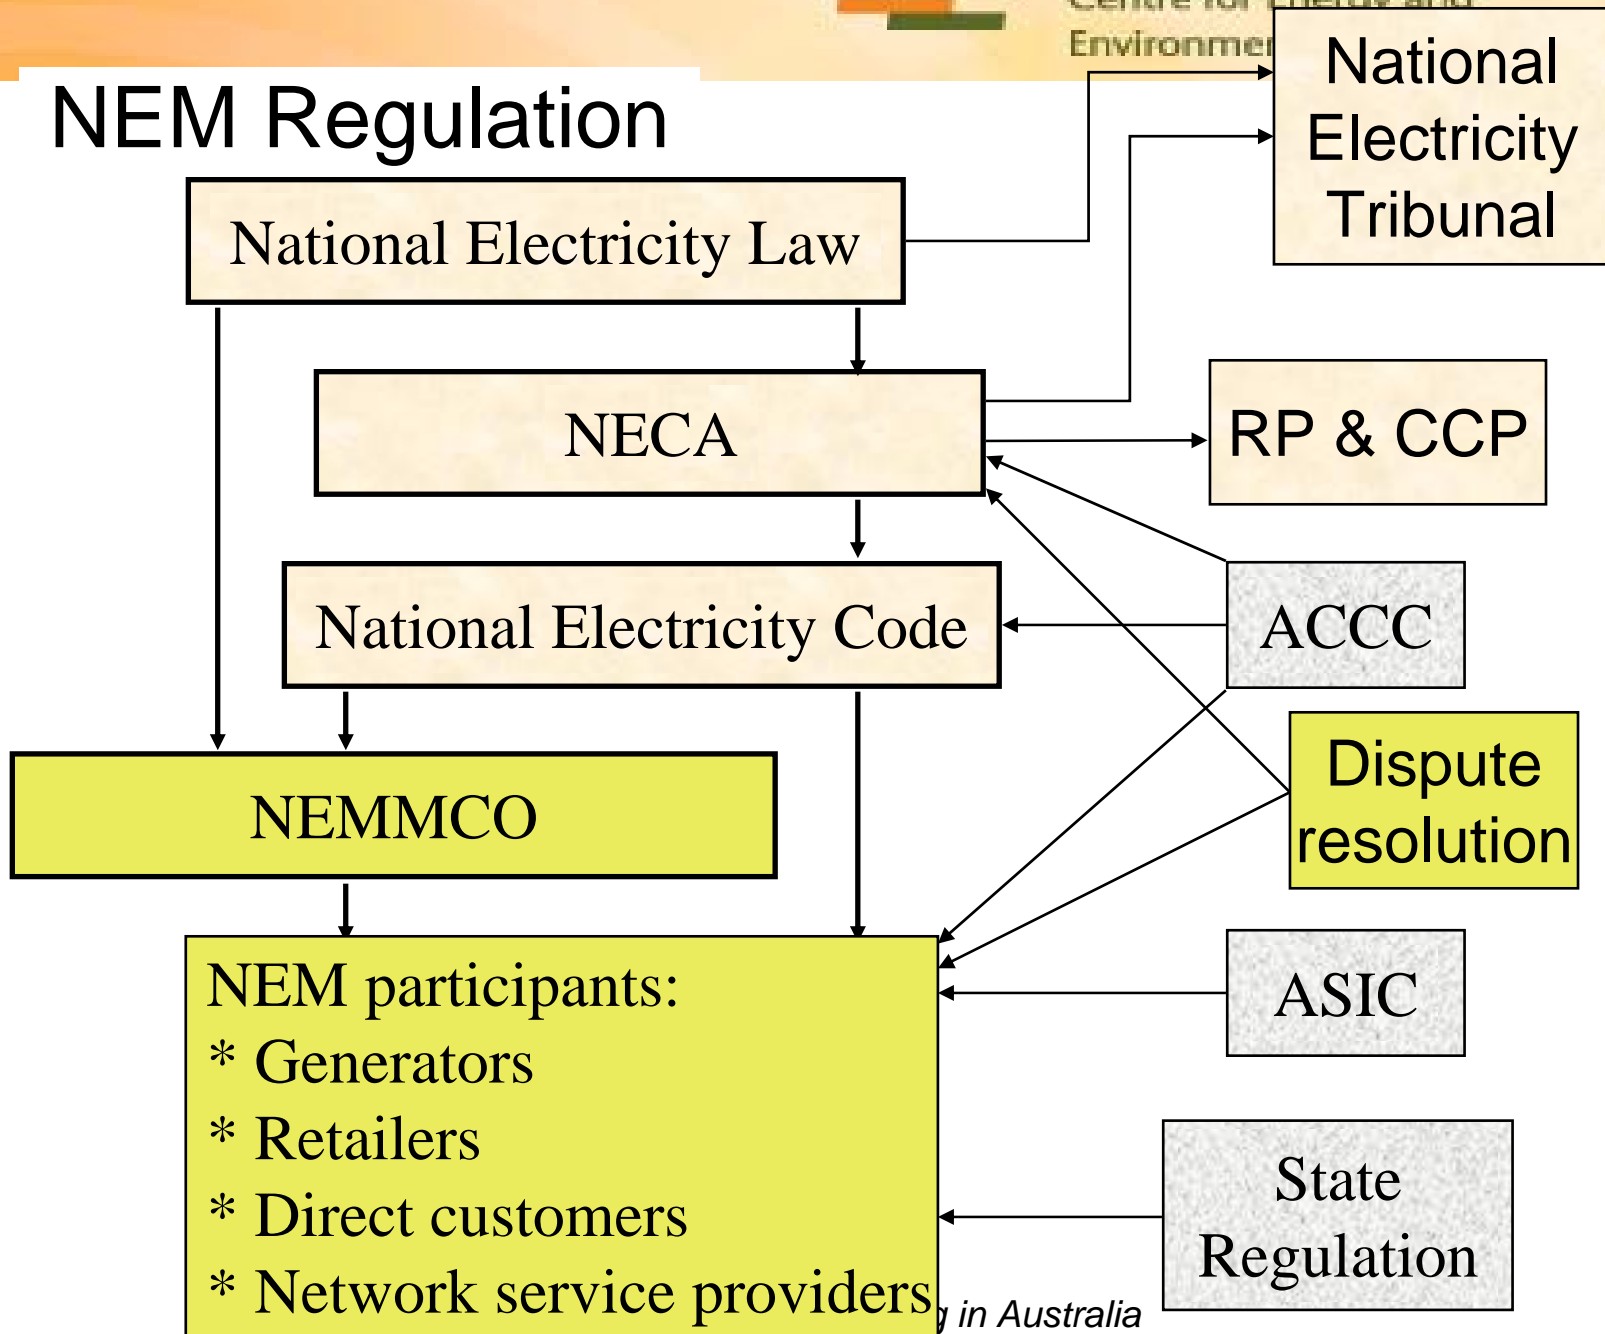 Environme
NEM Regulation
National
Electricity
Tribunal
National Electricity Law
NECA
RP & CCP
National Electricity Code
ACCC
NEMMCO
Dispute
resolution
NEM participants:
* Generators
* Retailers
* Direct customers
* Network service providers
ASIC
State
Regulation
in Australia